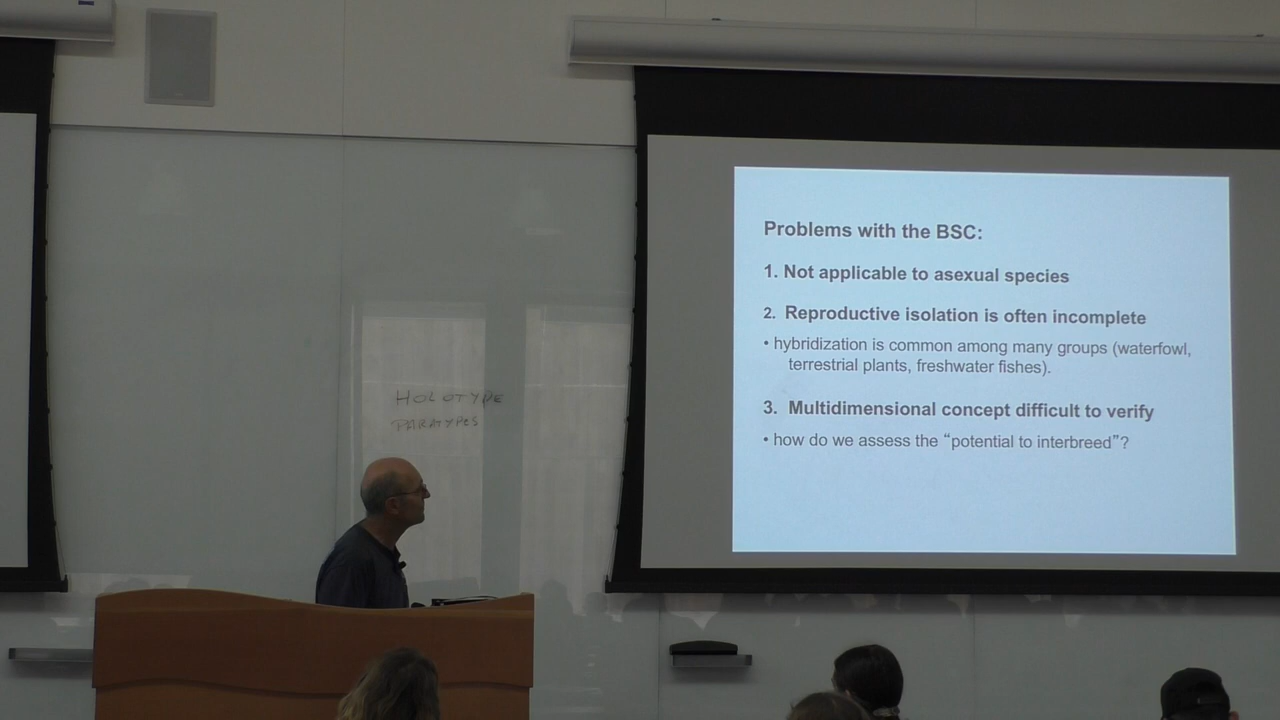 HOLOTYPE
PARATYPES
Problems with the BSC:
1. Not applicable to asexual species
2. Reproductive isolation is often incomplete
• hybridization is common among many groups (waterfowl,
terrestrial plants, freshwater fishes).
3. Multidimensional concept difficult to verify
• how do we assess the “potential to interbreed”?